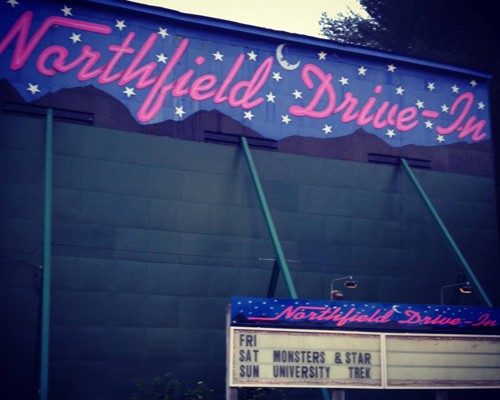 Northfield Drive-In
Northfield Drive-In
FRI
SAT MONSTERS & STAR
SUN UNIVERSITY TREK